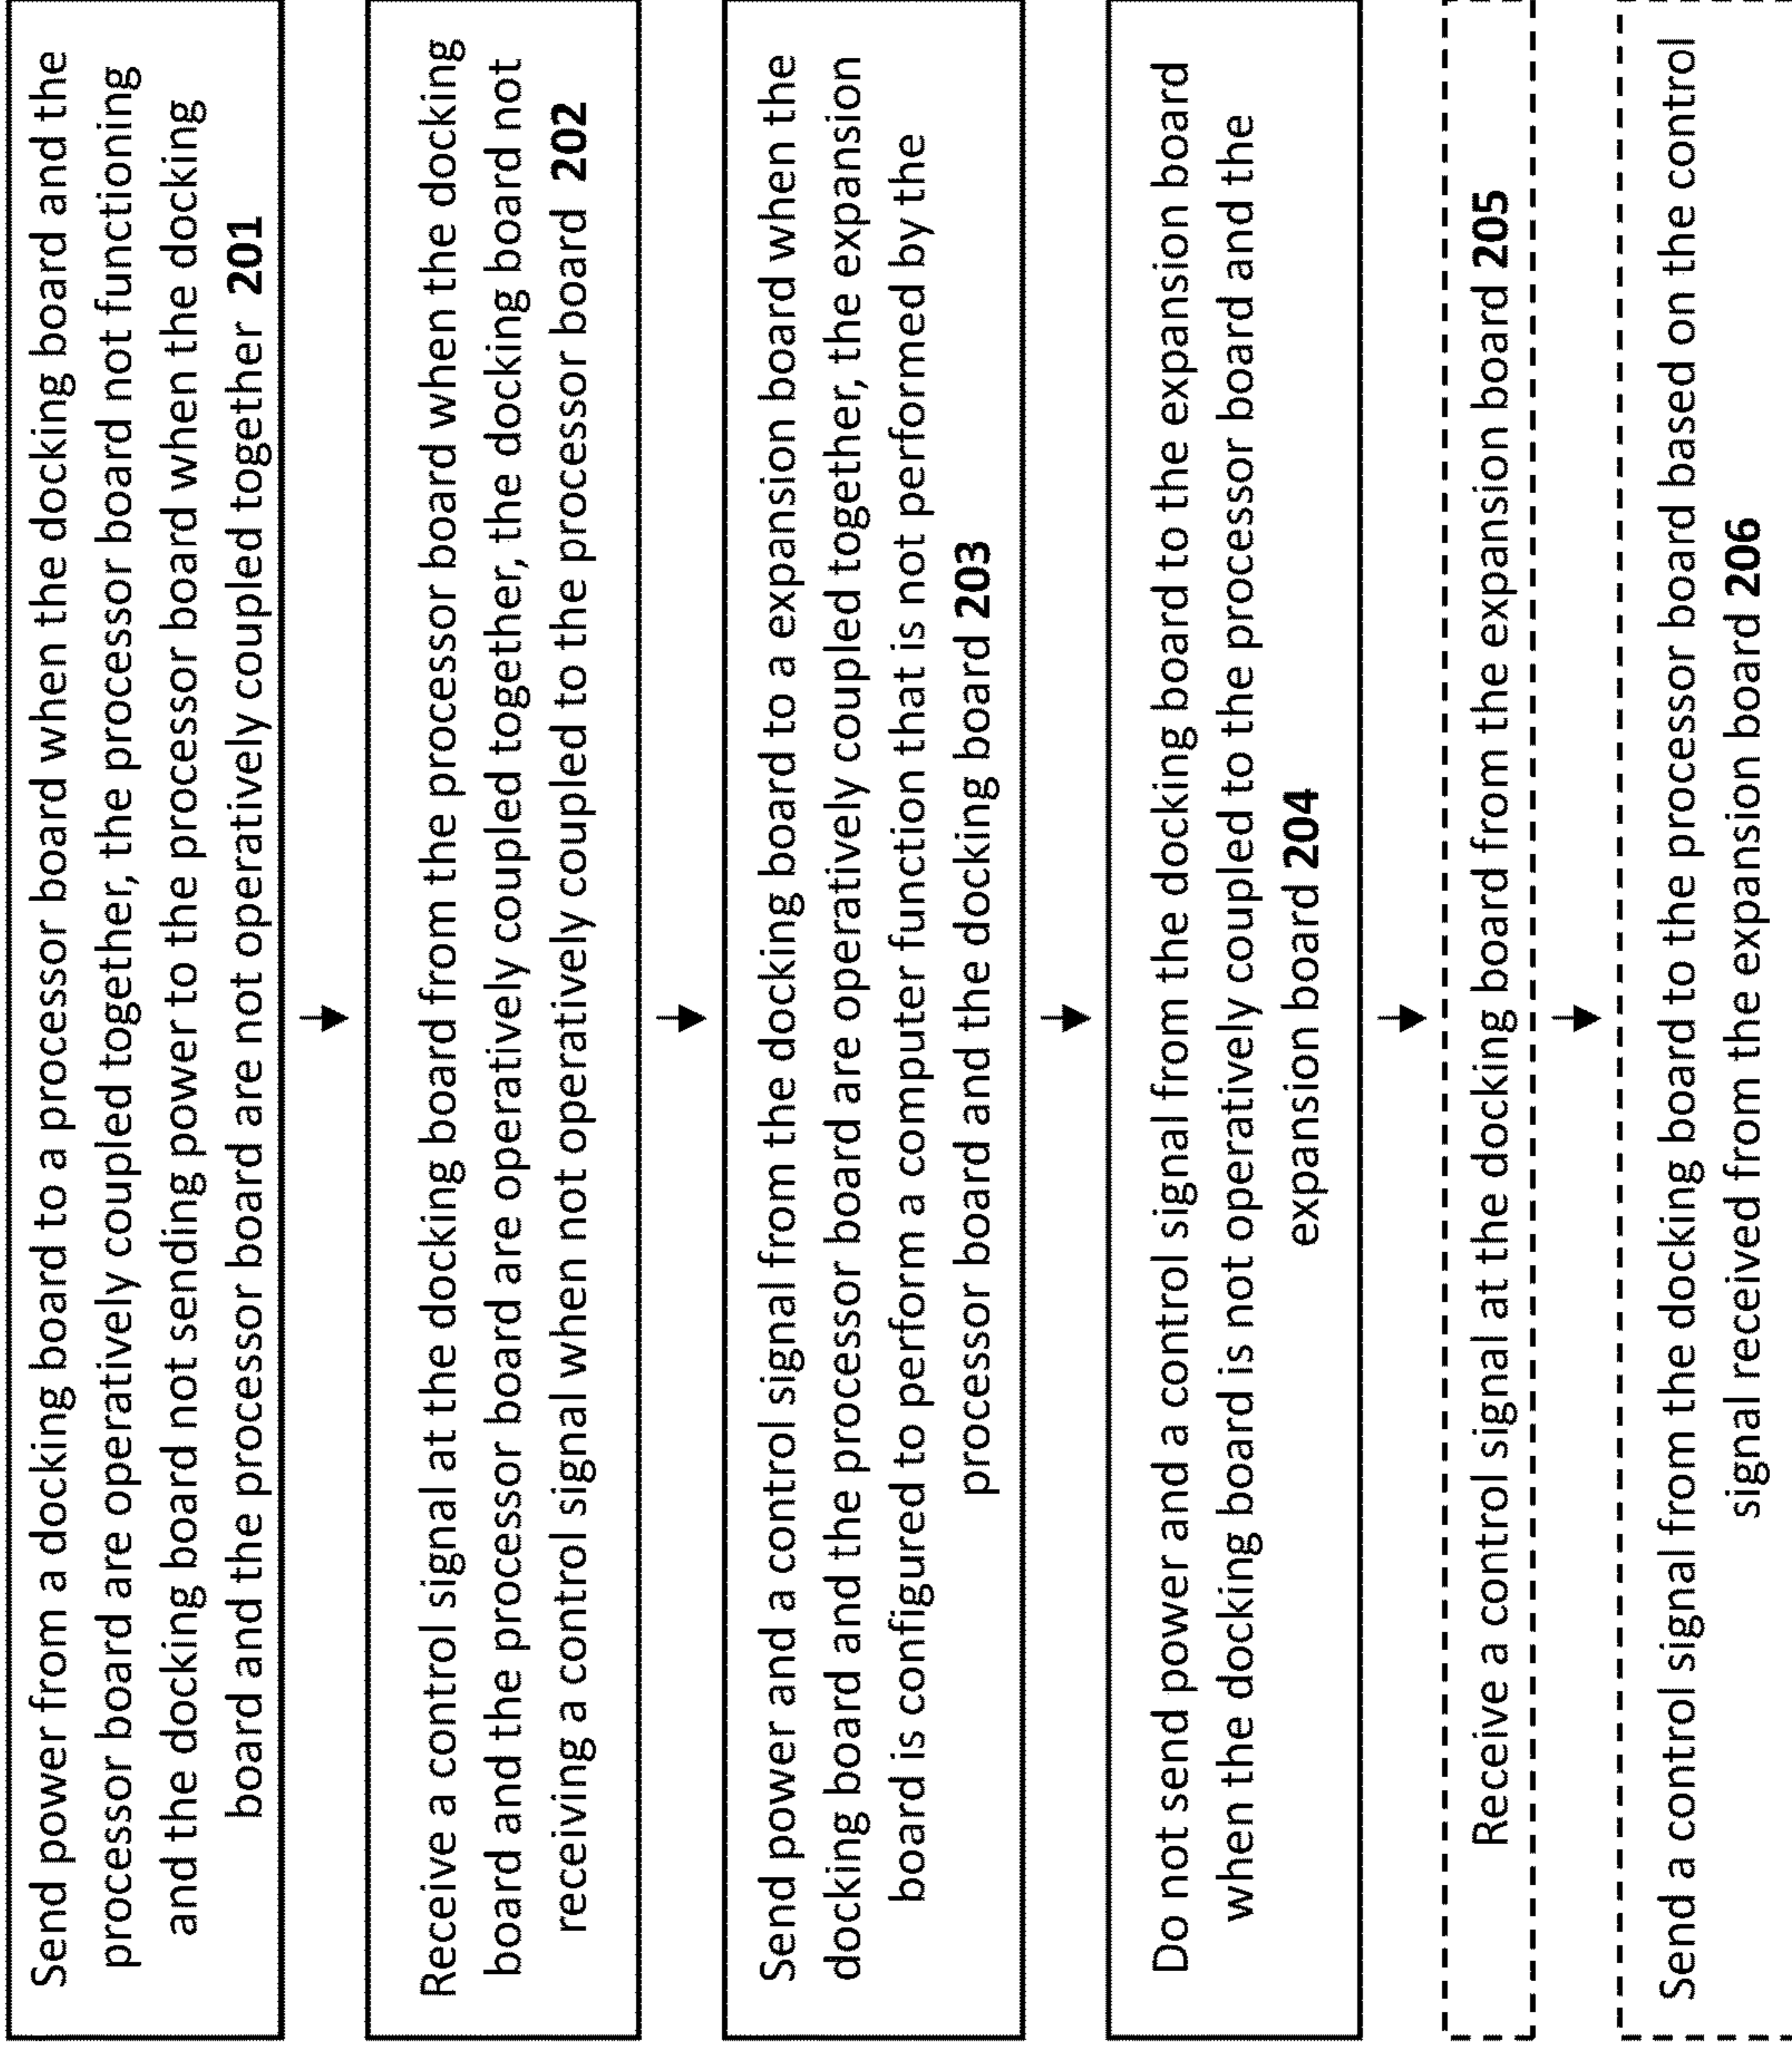 Send power from a docking board to a processor board when the docking board and the
processor board are operatively coupled together, the processor board not functioning
and the docking board not sending power to the processor board when the docking
board and the processor board are not operatively coupled together 201
Receive a control signal at the docking board from the processor board when the docking
board and the processor board are operatively coupled together, the docking board not
receiving a control signal when not operatively coupled to the processor board 202
Send power and a control signal from the docking board to a expansion board when the
docking board and the processor board are operatively coupled together, the expansion
board is configured to perform a computer function that is not performed by the
processor board and the docking board 203
Do not send power and a control signal from the docking board to the expansion board
when the docking board is not operatively coupled to the processor board and the
expansion board 204
Receive a control signal at the docking board from the expansion board 205
Send a control signal from the docking board to the processor board based on the control
signal received from the expansion board 206